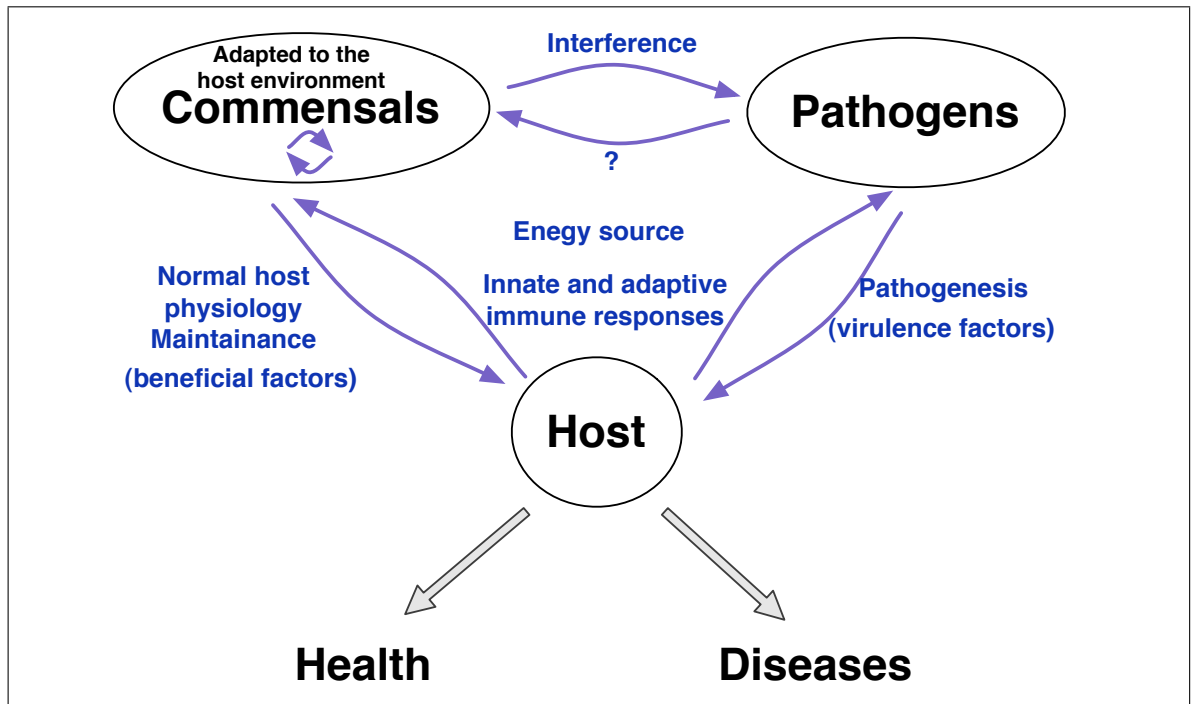 Adapted to the
host environment
Commensals
Interference
Pathogens
?
Enegy source
Normal host
physiology
Maintainance
(beneficial factors)
Innate and adaptive
immune responses
Pathogenesis
(virulence factors)
Host
Health
Diseases